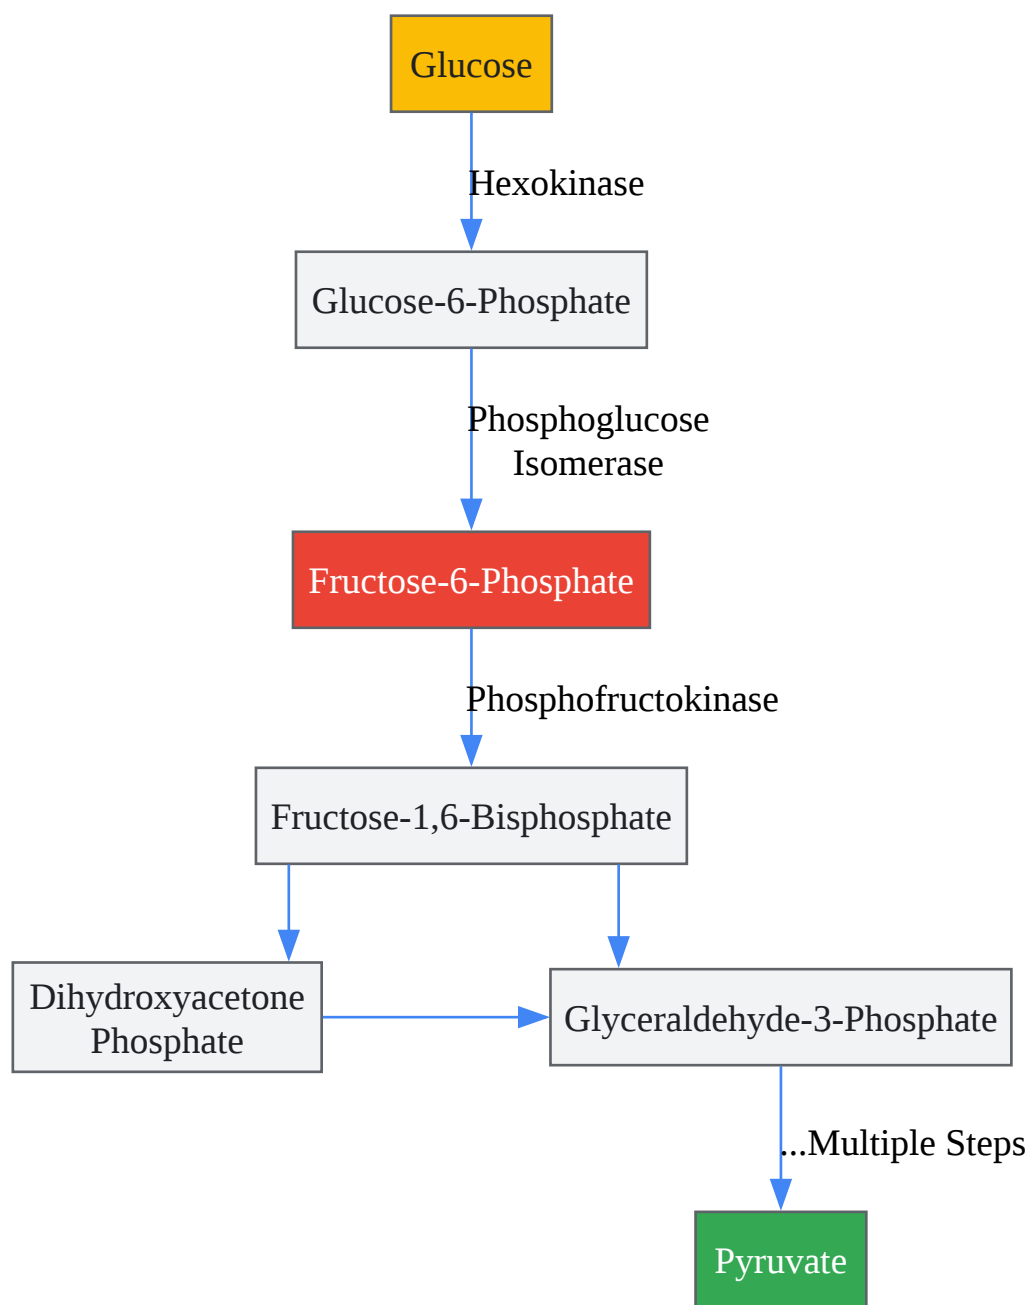 Glucose
Hexokinase
Glucose-6-Phosphate
Phosphoglucose
Isomerase
Fructose-6-Phosphate
Phosphofructokinase
Fructose-1,6-Bisphosphate
Dihydroxyacetone
Phosphate
Glyceraldehyde-3-Phosphate
...Multiple Steps
Pyruvate